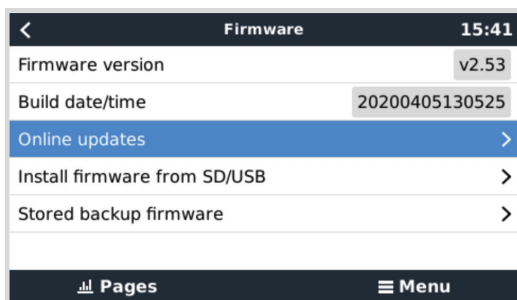 Firmware 15:41
Firmware version v2.53
Build date/time 20200405130525
Online updates
Install firmware from SD/USB
Stored backup firmware
Pages Menu